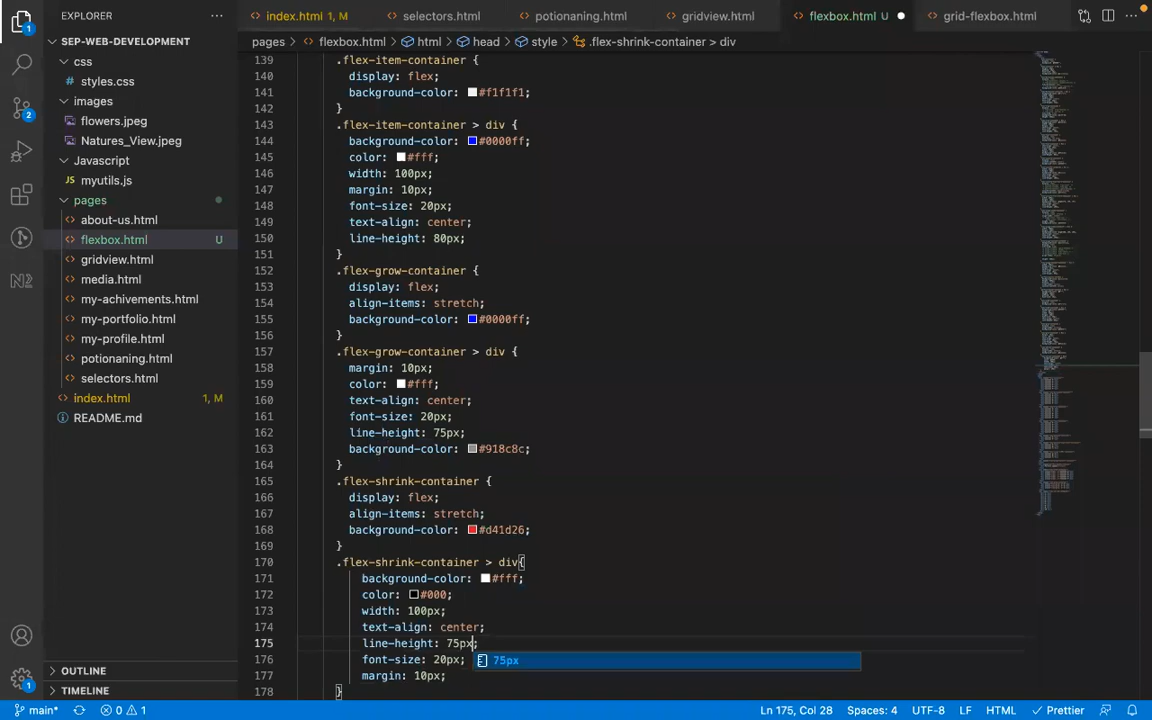 EXPLORER
index.html 1, M
selectors.html
potionaning.html
gridview.html
flexbox.html U
grid-flexbox.html
SEP-WEB-DEVELOPMENT
css
# styles.css
images
flowers.jpeg
Natures_View.jpeg
Javascript
JS myutils.js
pages
about-us.html
flexbox.html U
gridview.html
media.html
my-achivements.html
my-portfolio.html
my-profile.html
potionaning.html
selectors.html
index.html 1, M
README.md
OUTLINE
TIMELINE
pages > flexbox.html > html > head > style > .flex-shrink-container > div
139 .flex-item-container {
140 display: flex;
141 background-color: #f1f1f1;
142 }
143 .flex-item-container > div {
144 background-color: #0000ff;
145 color: #fff;
146 width: 100px;
147 margin: 10px;
148 font-size: 20px;
149 text-align: center;
150 line-height: 80px;
151 }
152 .flex-grow-container {
153 display: flex;
154 align-items: stretch;
155 background-color: #0000ff;
156 }
157 .flex-grow-container > div {
158 margin: 10px;
159 color: #fff;
160 text-align: center;
161 font-size: 20px;
162 line-height: 75px;
163 background-color: #918c8c;
164 }
165 .flex-shrink-container {
166 display: flex;
167 align-items: stretch;
168 background-color: #d41d26;
169 }
170 .flex-shrink-container > div{
171 background-color: #fff;
172 color: #000;
173 width: 100px;
174 text-align: center;
175 line-height: 75px;
176 font-size: 20px; 75px
177 margin: 10px;
178 }
main* 0 1 Ln 175, Col 28 Spaces: 4 UTF-8 LF HTML Prettier